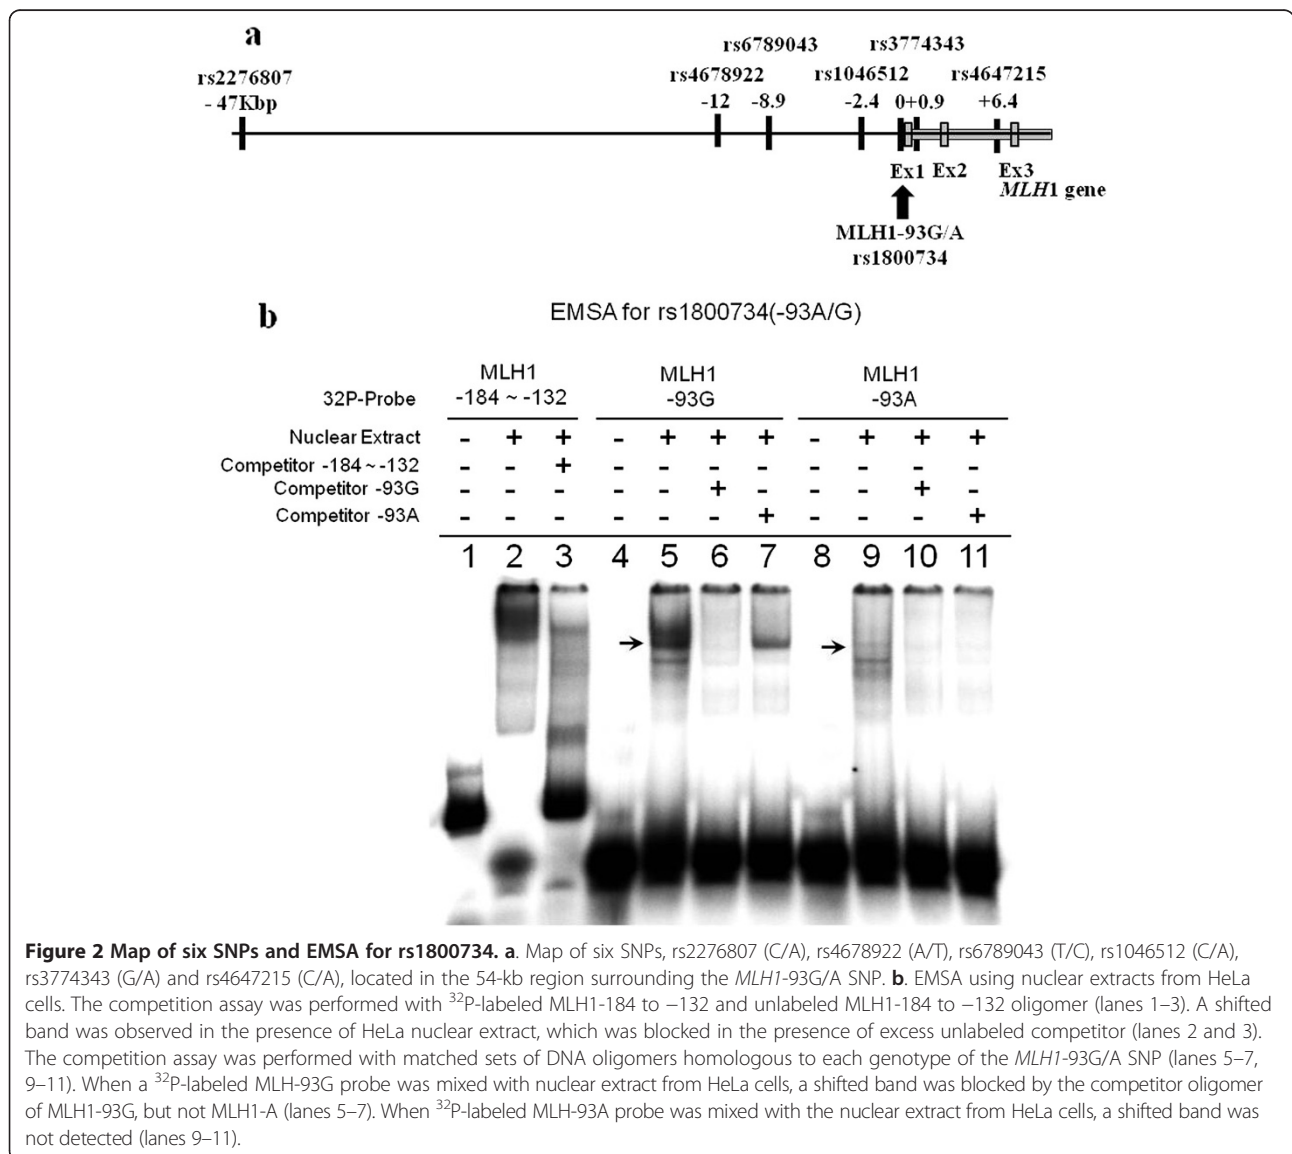 a
rs6789043 rs3774343
rs2276807 rs4678922 rs1046512 rs4647215
- 47Kbp -12 -8.9 -2.4 0+0.9 +6.4
Ex1 Ex2 Ex3
MLH1 gene
MLH1-93G/A
rs1800734
b EMSA for rs1800734(-93A/G)
MLH1 MLH1 MLH1
32P-Probe -184 ~ -132 -93G -93A
Nuclear Extract - + + - + + + - + + +
Competitor -184 ~ -132 - - + - - - - - - - -
Competitor -93G - - - - - + - - - + -
Competitor -93A - - - - - - + - - - +
1 2 3 4 5 6 7 8 9 10 11
Figure 2 Map of six SNPs and EMSA for rs1800734. a. Map of six SNPs, rs2276807 (C/A), rs4678922 (A/T), rs6789043 (T/C), rs1046512 (C/A),
rs3774343 (G/A) and rs4647215 (C/A), located in the 54-kb region surrounding the MLH1-93G/A SNP. b. EMSA using nuclear extracts from HeLa
cells. The competition assay was performed with ³²P-labeled MLH1-184 to −132 and unlabeled MLH1-184 to −132 oligomer (lanes 1–3). A shifted
band was observed in the presence of HeLa nuclear extract, which was blocked in the presence of excess unlabeled competitor (lanes 2 and 3).
The competition assay was performed with matched sets of DNA oligomers homologous to each genotype of the MLH1-93G/A SNP (lanes 5–7,
9–11). When a ³²P-labeled MLH-93G probe was mixed with nuclear extract from HeLa cells, a shifted band was blocked by the competitor oligomer
of MLH1-93G, but not MLH1-A (lanes 5–7). When ³²P-labeled MLH-93A probe was mixed with the nuclear extract from HeLa cells, a shifted band was
not detected (lanes 9–11).